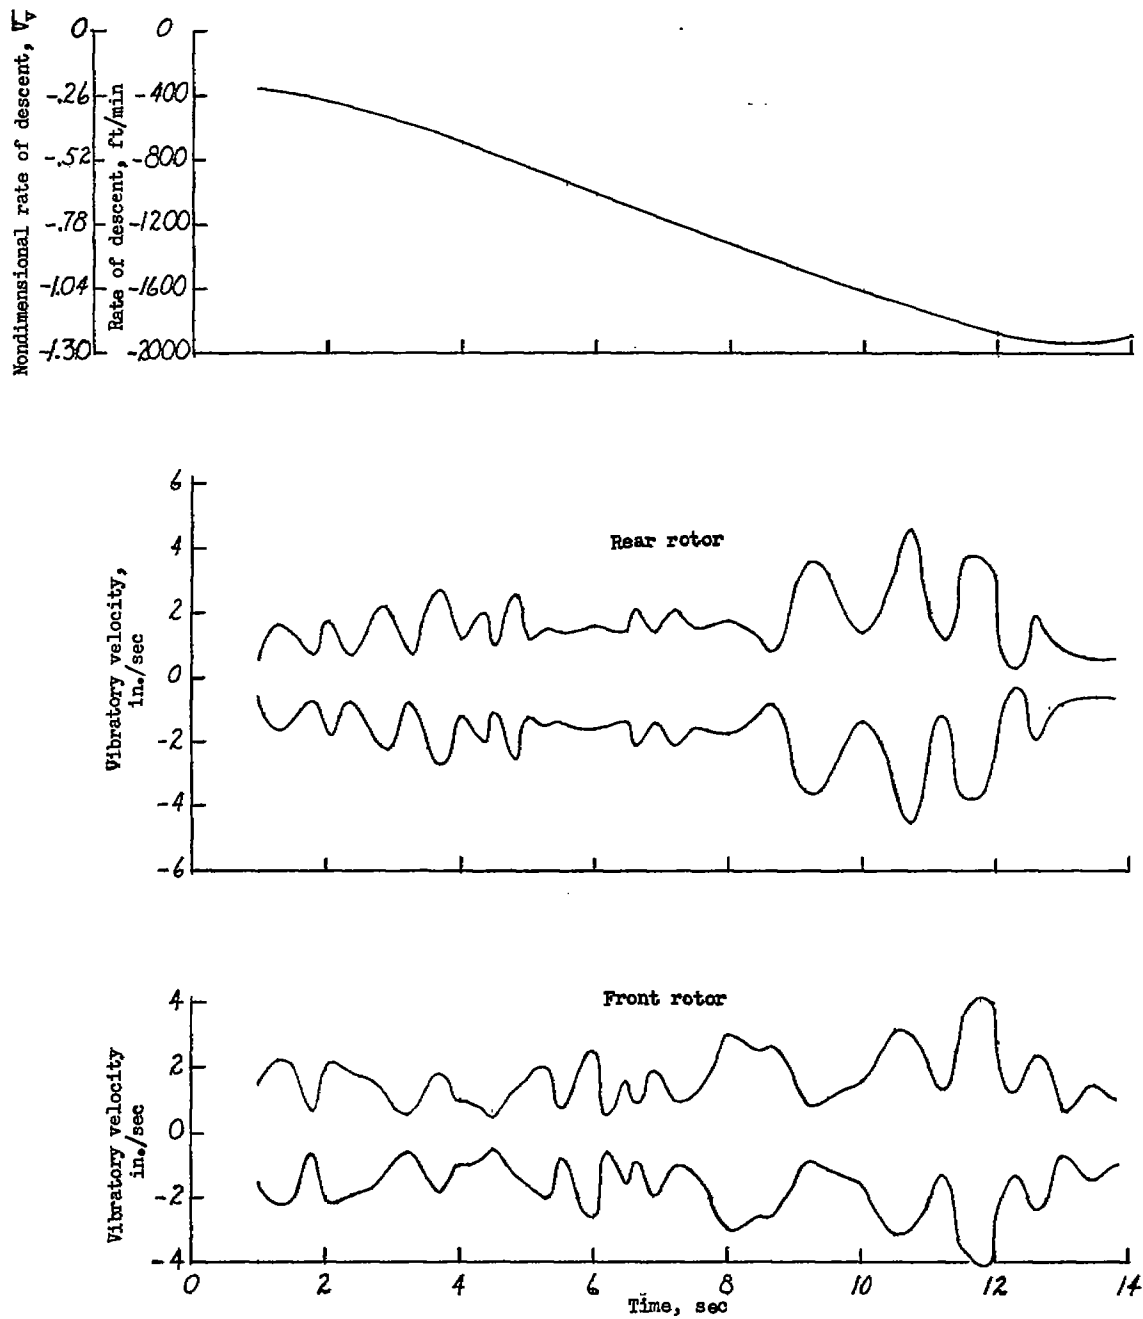 Nondimensional rate of descent, V̄v
0
-.26
-.52
-.78
-1.04
-1.30
Rate of descent, ft/min
0
-400
-800
-1200
-1600
-2000
Rear rotor
Vibratory velocity,
in./sec
6
4
2
0
-2
-4
-6
Front rotor
Vibratory velocity
in./sec
4
2
0
-2
-4
0 2 4 6 8 10 12 14
Time, sec